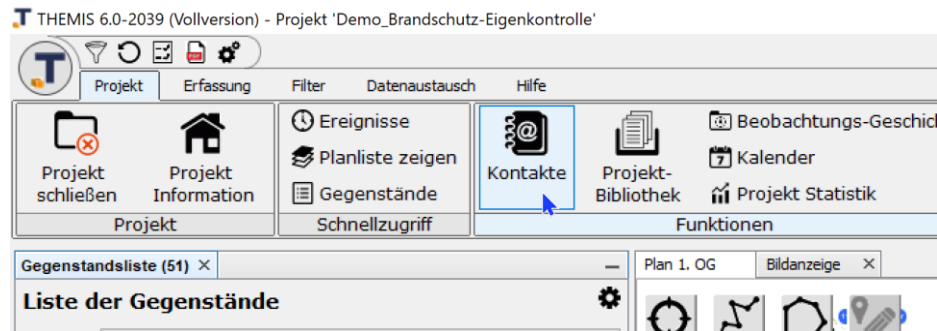 THEMIS 6.0-2039 (Vollversion) - Projekt 'Demo_Brandschutz-Eigenkontrolle'
Projekt Erfassung Filter Datenaustausch Hilfe
Projekt schließen
Projekt Information
Projekt
Ereignisse
Planliste zeigen
Gegenstände
Schnellzugriff
Kontakte
Projekt-
Bibliothek
Beobachtungs-Geschich
Kalender
Projekt Statistik
Funktionen
Gegenstandsliste (51)
Liste der Gegenstände
Plan 1. OG
Bildanzeige